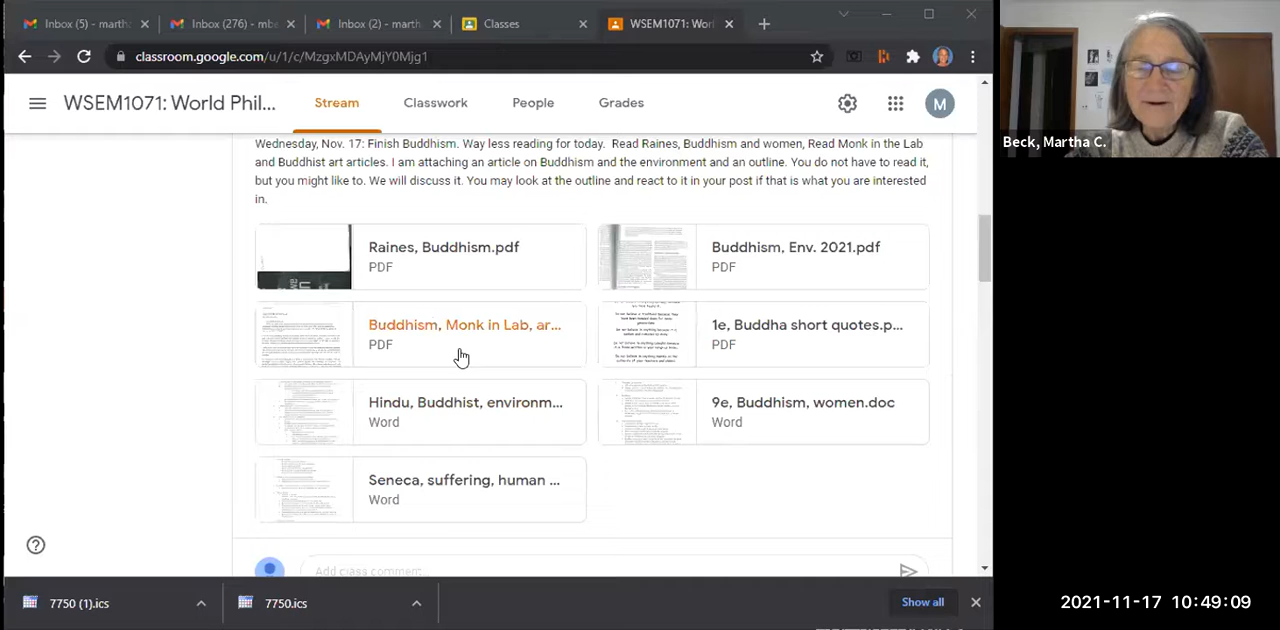 Inbox (5) - martha
Inbox (276) - mbe
Inbox (2) - marth
Classes
WSEM1071: Worl
classroom.google.com/u/1/c/MzgxMDAyMjY0Mjg1
WSEM1071: World Phil...
Stream
Classwork
People
Grades
M
Wednesday, Nov. 17: Finish Buddhism. Way less reading for today. Read Raines, Buddhism and women, Read Monk in the Lab
and Buddhist art articles. I am attaching an article on Buddhism and the environment and an outline. You do not have to read it,
but you might like to. We will discuss it. You may look at the outline and react to it in your post if that is what you are interested
in.
Raines, Buddhism.pdf
PDF
Buddhism, Env. 2021.pdf
PDF
Buddhism, Monk in Lab, ar...
PDF
1e, Buddha short quotes.p...
PDF
Hindu, Buddhist, environm...
Word
9e, Buddhism, women.doc
Word
Seneca, suffering, human ...
Word
Add class comment...
7750 (1).ics
7750.ics
Show all
Beck, Martha C.
2021-11-17 10:49:09